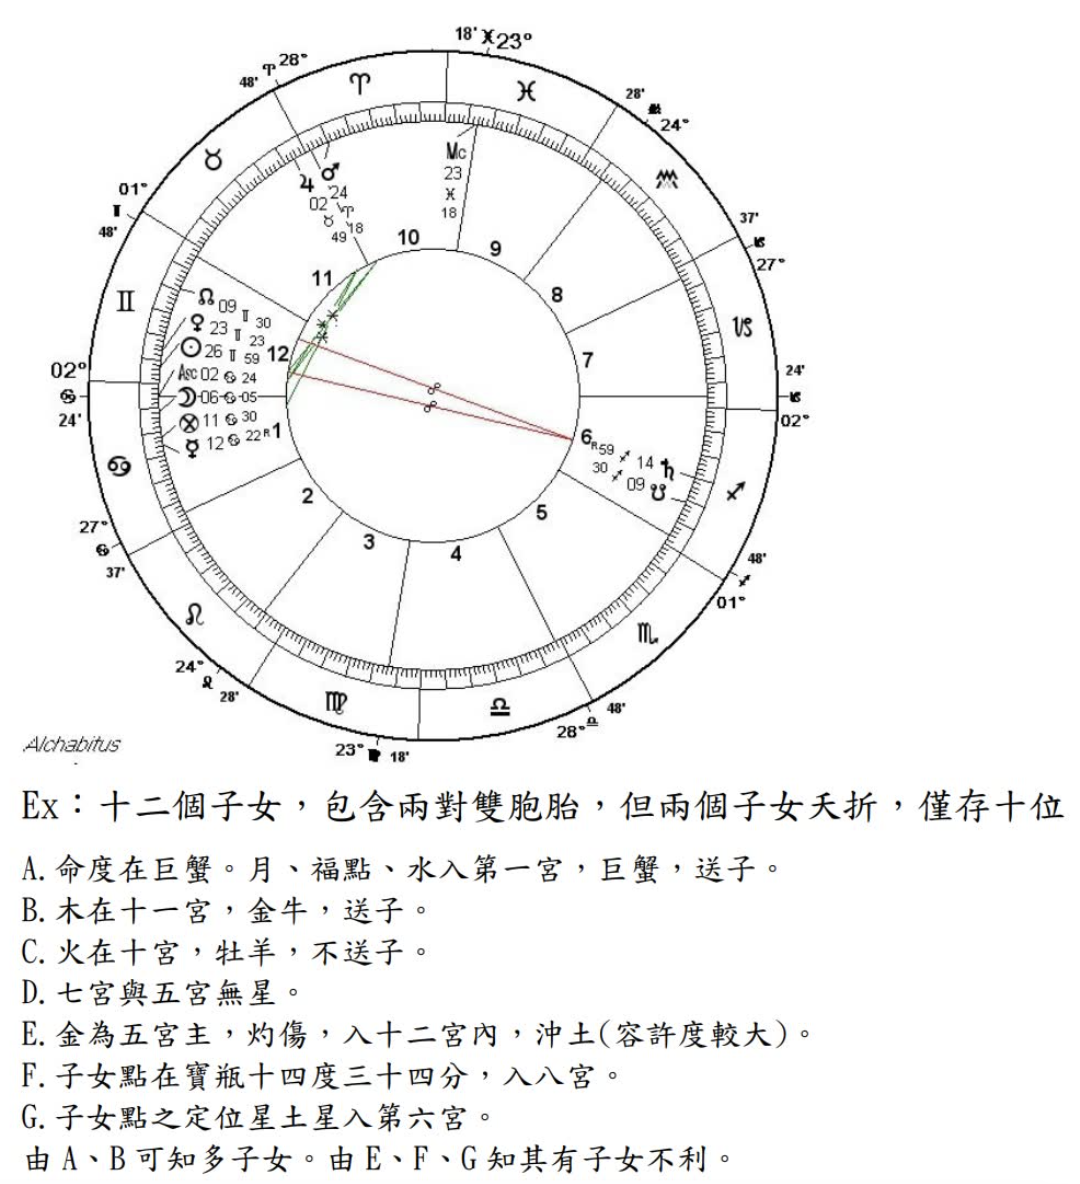 18' ♓ 23°
48' ♈ 28°
♈
♓
28' ♒ 24°
♉
♒
01° ♊ 48'
37' ♑ 27°
Mc
23
♓
18
♃ ♂
02 24
♉ ♈
49 18
10
9
11
8
♊
♑
☊ 09 ♊ 30
♀ 23 ♊ 23
☉ 26 ♊ 59
12
7
02° ♋ 24'
Asc 02 ♋ 24
☽ 06 ♋ 05
⊗ 11 ♋ 30
☿ 12 ♋ 22 R
1
24' ♑ 02°
6
R 59 ♐ 14 ♄
30 ♐ 09 ☋
♋
♐
2
5
3
4
27° ♋ 37'
48' ♐ 01°
♌
♏
24° ♌ 28'
♍
♎
28° ♎ 48'
23° ♍ 18'
Alchabitus
Ex：十二個子女，包含兩對雙胞胎，但兩個子女夭折，僅存十位
A.命度在巨蟹。月、福點、水入第一宮，巨蟹，送子。
B.木在十一宮，金牛，送子。
C.火在十宮，牡羊，不送子。
D.七宮與五宮無星。
E.金為五宮主，灼傷，入十二宮內，沖土(容許度較大)。
F.子女點在寶瓶十四度三十四分，入八宮。
G.子女點之定位星土星入第六宮。
由A、B可知多子女。由E、F、G知其有子女不利。